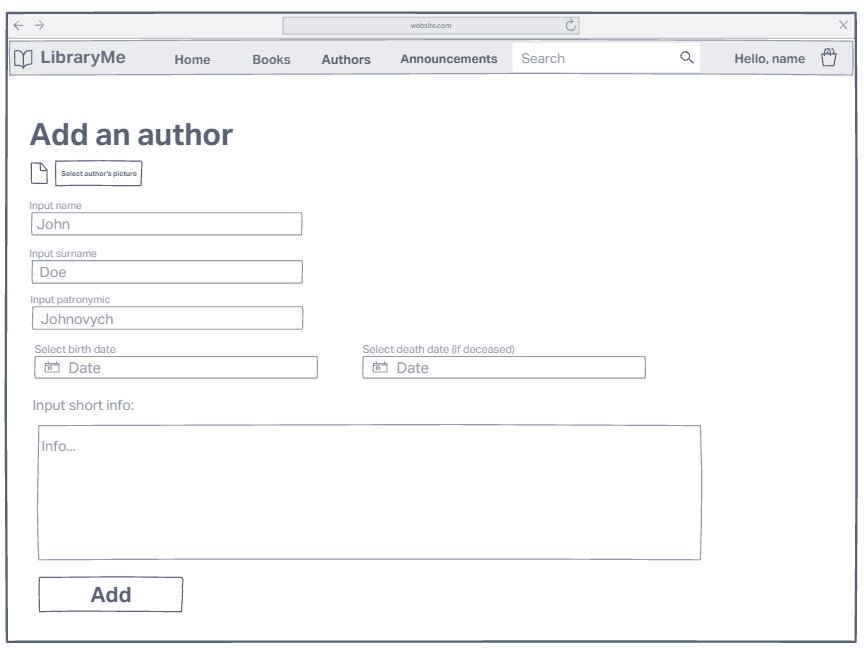 website.com
LibraryMe Home Books Authors Announcements Search Hello, name
Add an author
Select author's picture
Input name
John
Input surname
Doe
Input patronymic
Johnovych
Select birth date Select death date (if deceased)
Date Date
Input short info:
Info...
Add